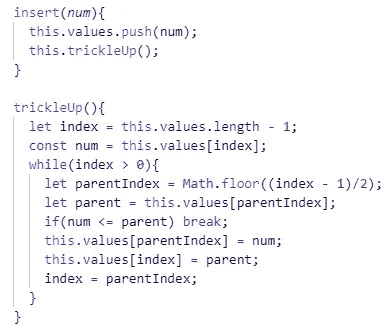 insert(num){
  this.values.push(num);
  this.trickleUp();
}

trickleUp(){
  let index = this.values.length - 1;
  const num = this.values[index];
  while(index > 0){
    let parentIndex = Math.floor((index - 1)/2);
    let parent = this.values[parentIndex];
    if(num <= parent) break;
    this.values[parentIndex] = num;
    this.values[index] = parent;
    index = parentIndex;
  }
}